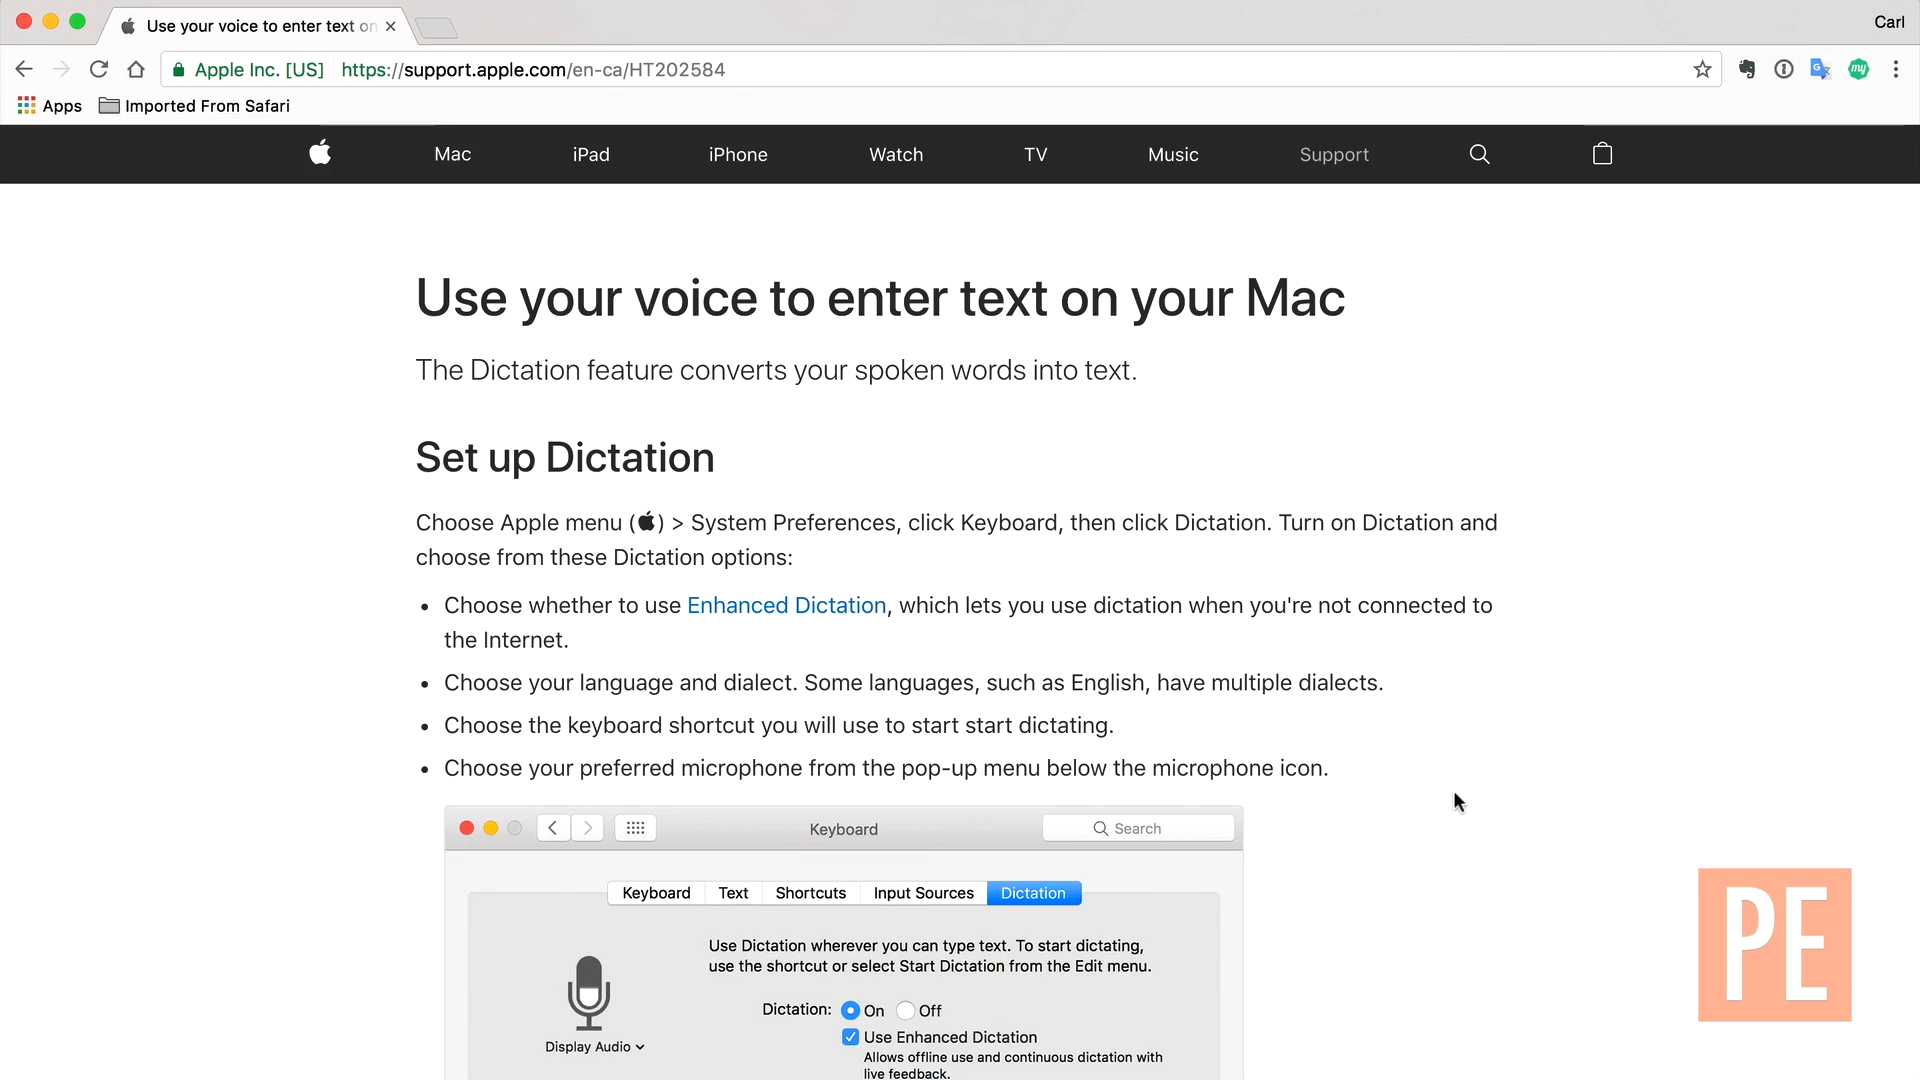 Use your voice to enter text on
Carl
Apple Inc. [US] https://support.apple.com/en-ca/HT202584
Apps Imported From Safari
Mac iPad iPhone Watch TV Music Support
Use your voice to enter text on your Mac
The Dictation feature converts your spoken words into text.
Set up Dictation
Choose Apple menu () > System Preferences, click Keyboard, then click Dictation. Turn on Dictation and
choose from these Dictation options:
• Choose whether to use Enhanced Dictation, which lets you use dictation when you're not connected to
the Internet.
• Choose your language and dialect. Some languages, such as English, have multiple dialects.
• Choose the keyboard shortcut you will use to start start dictating.
• Choose your preferred microphone from the pop-up menu below the microphone icon.
Keyboard
Search
Keyboard Text Shortcuts Input Sources Dictation
Use Dictation wherever you can type text. To start dictating,
use the shortcut or select Start Dictation from the Edit menu.
Dictation: On Off
Use Enhanced Dictation
Display Audio
Allows offline use and continuous dictation with
live feedback.
PE
my